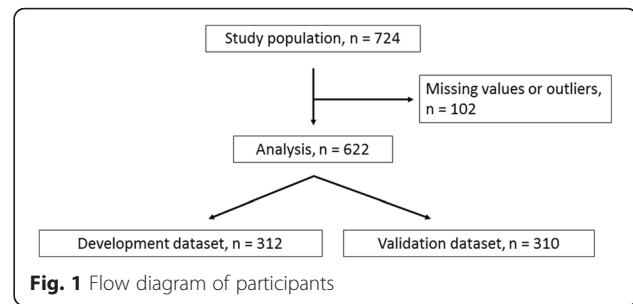 Study population, n = 724
Missing values or outliers,
n = 102
Analysis, n = 622
Development dataset, n = 312
Validation dataset, n = 310
Fig. 1 Flow diagram of participants